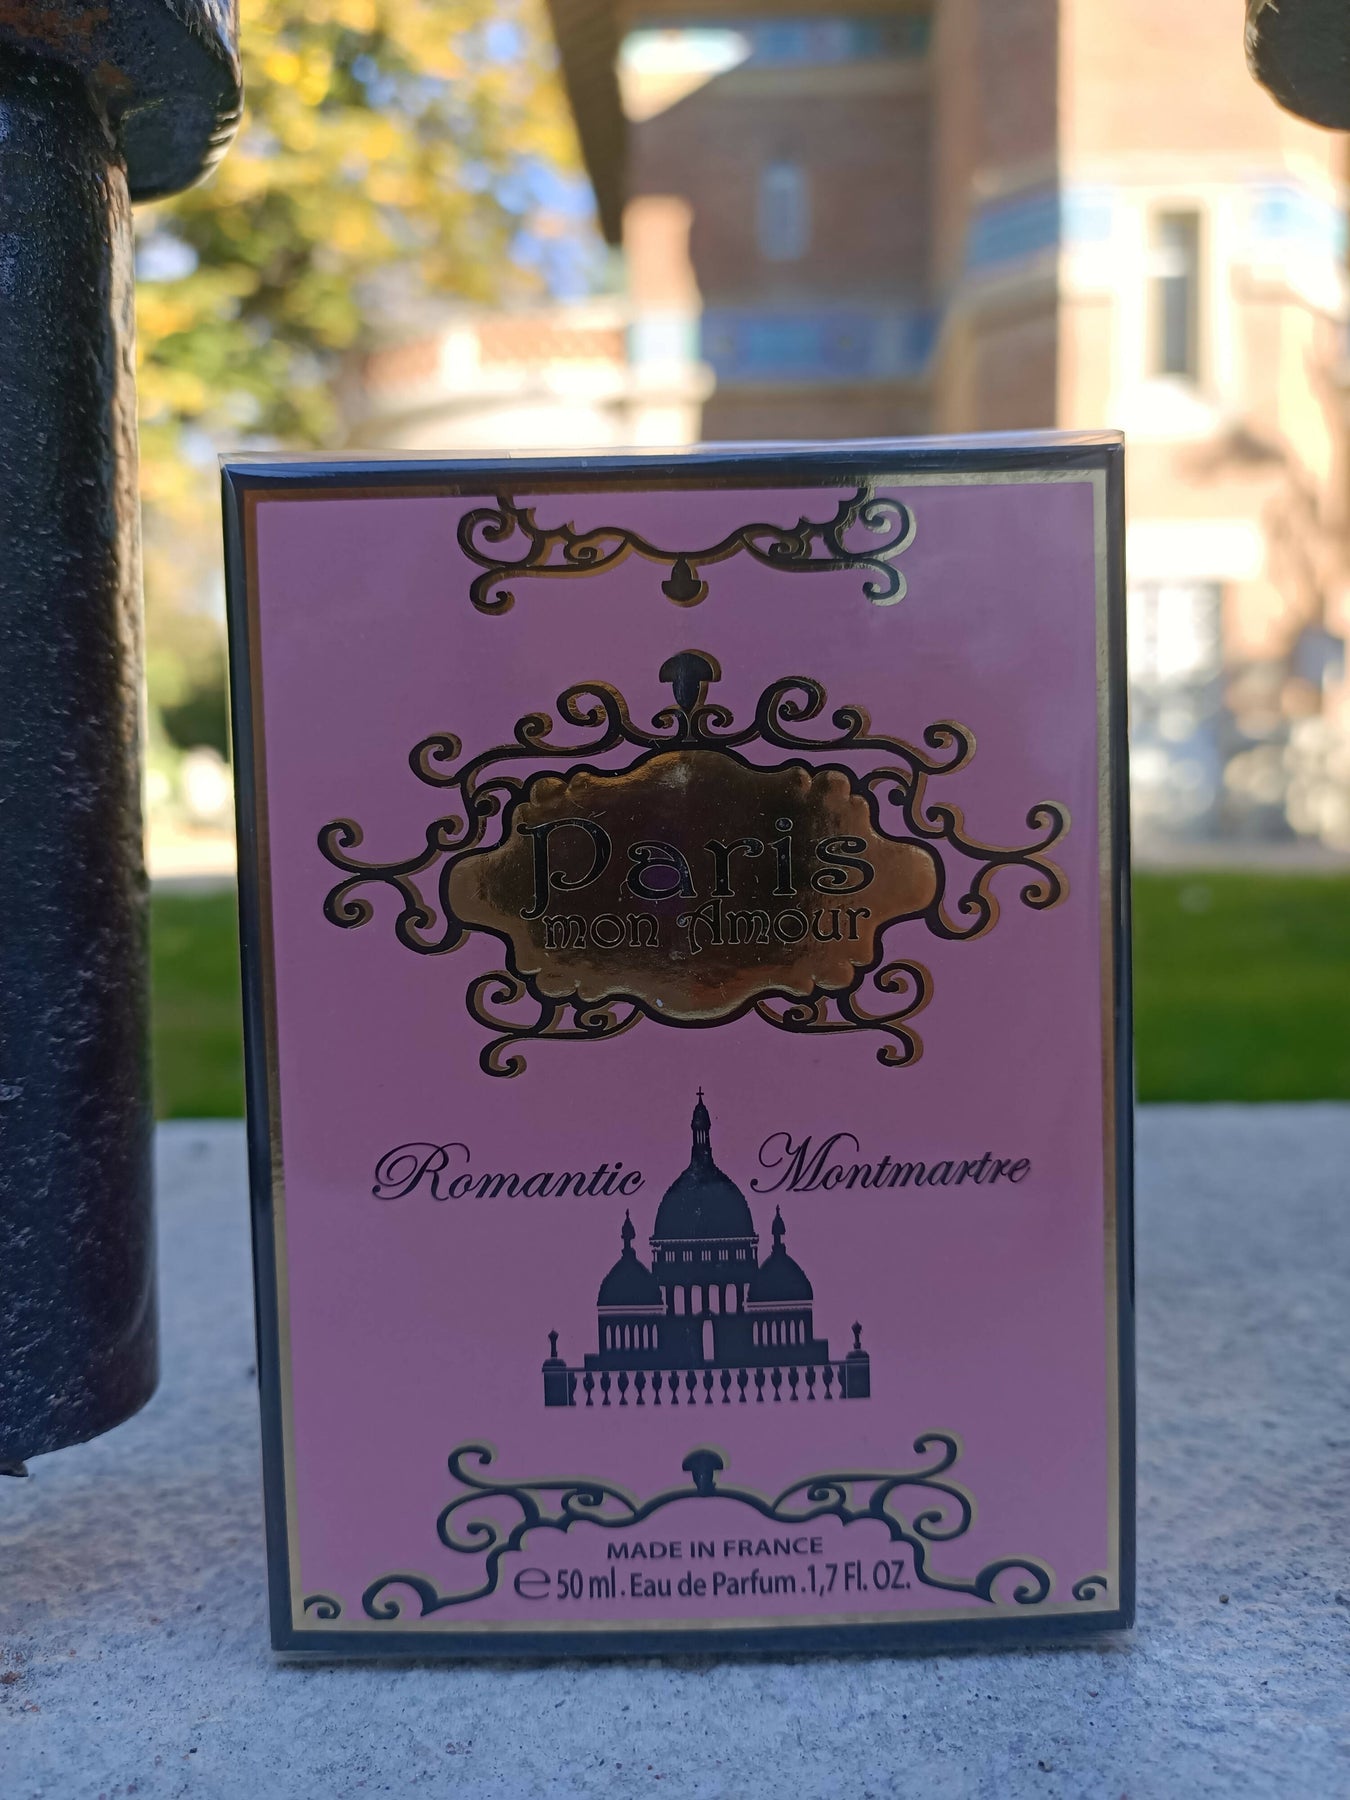 Paris
mon Amour
Romantic Montmartre
MADE IN FRANCE
℮ 50 ml . Eau de Parfum . 1,7 Fl. OZ.